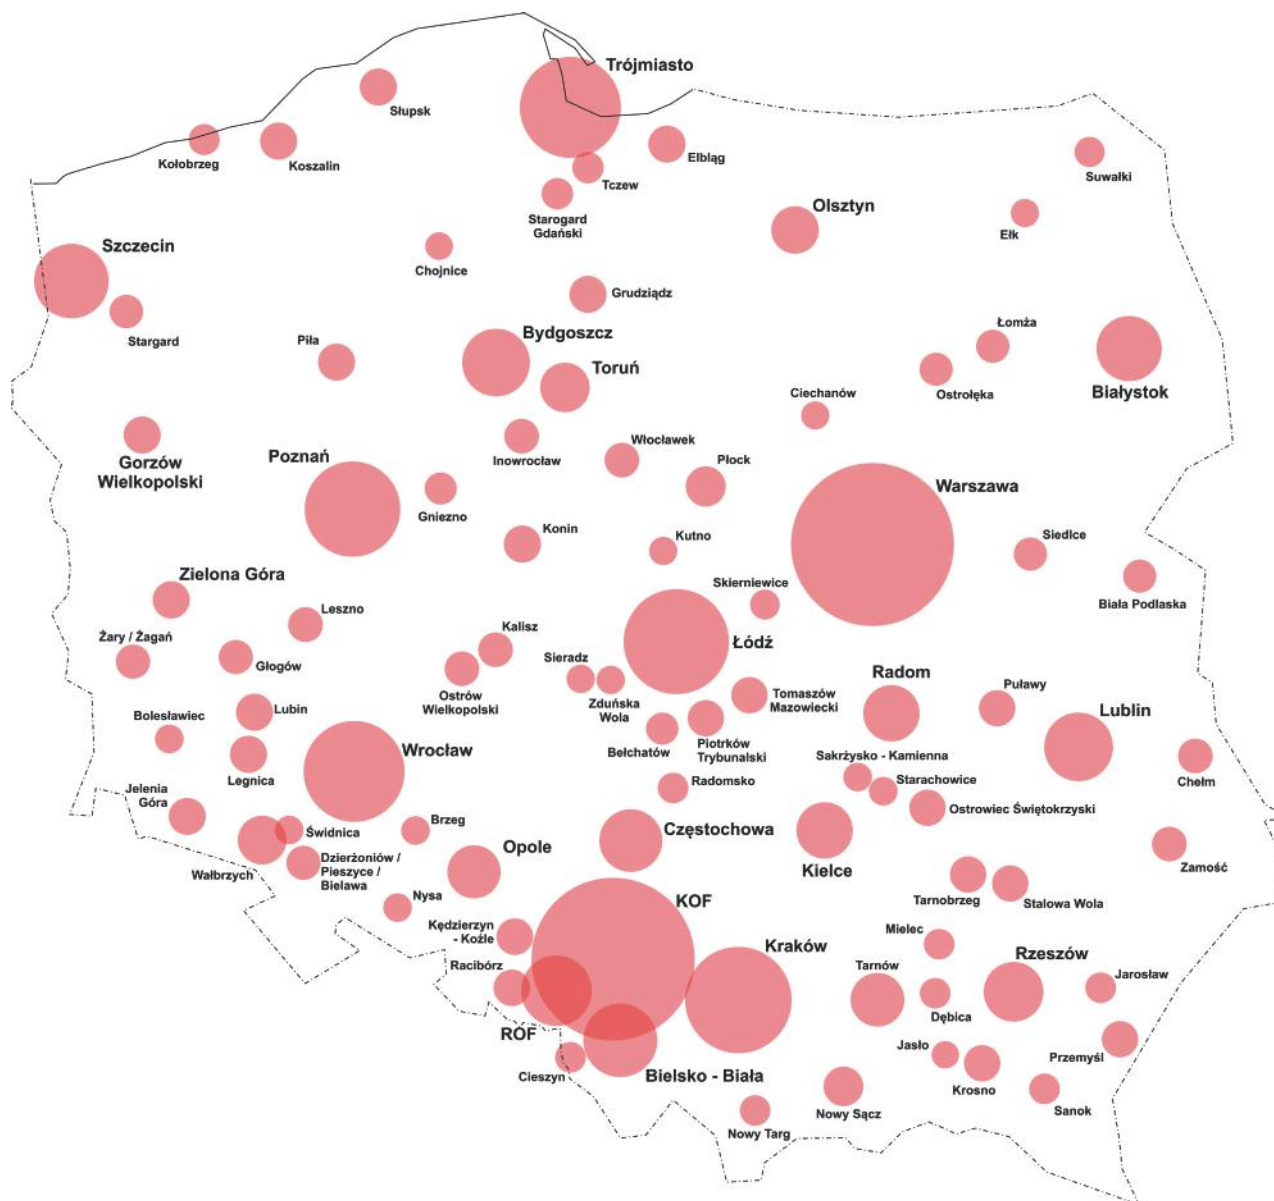 Trójmiasto
Słupsk
Kołobrzeg
Koszalin
Elbląg
Tczew
Suwałki
Starogard
Gdański
Olsztyn
Ełk
Szczecin
Chojnice
Grudziądz
Stargard
Piła
Bydgoszcz
Toruń
Łomża
Ostrołęka
Białystok
Ciechanów
Gorzów
Wielkopolski
Poznań
Inowrocław
Włocławek
Płock
Warszawa
Gniezno
Konin
Kutno
Siedlce
Zielona Góra
Skierniewice
Biała Podlaska
Leszno
Żary / Żagań
Głogów
Kalisz
Sieradz
Łódź
Ostrów
Wielkopolski
Zduńska
Wola
Tomaszów
Mazowiecki
Radom
Puławy
Lublin
Bolesławiec
Lubin
Wrocław
Bełchatów
Piotrków
Trybunalski
Sakrżysko - Kamienna
Legnica
Radomsko
Starachowice
Chełm
Jelenia
Góra
Ostrowiec Świętokrzyski
Świdnica
Brzeg
Częstochowa
Opole
Kielce
Zamość
Wałbrzych
Dzierżoniów /
Pieszyce /
Bielawa
Nysa
KOF
Tarnobrzeg
Stalowa Wola
Kędzierzyn
- Koźle
Kraków
Mielec
Rzeszów
Racibórz
Tarnów
Jarosław
Dębica
ROF
Jasło
Przemyśl
Cieszyn
Bielsko - Biała
Krosno
Nowy Sącz
Sanok
Nowy Targ